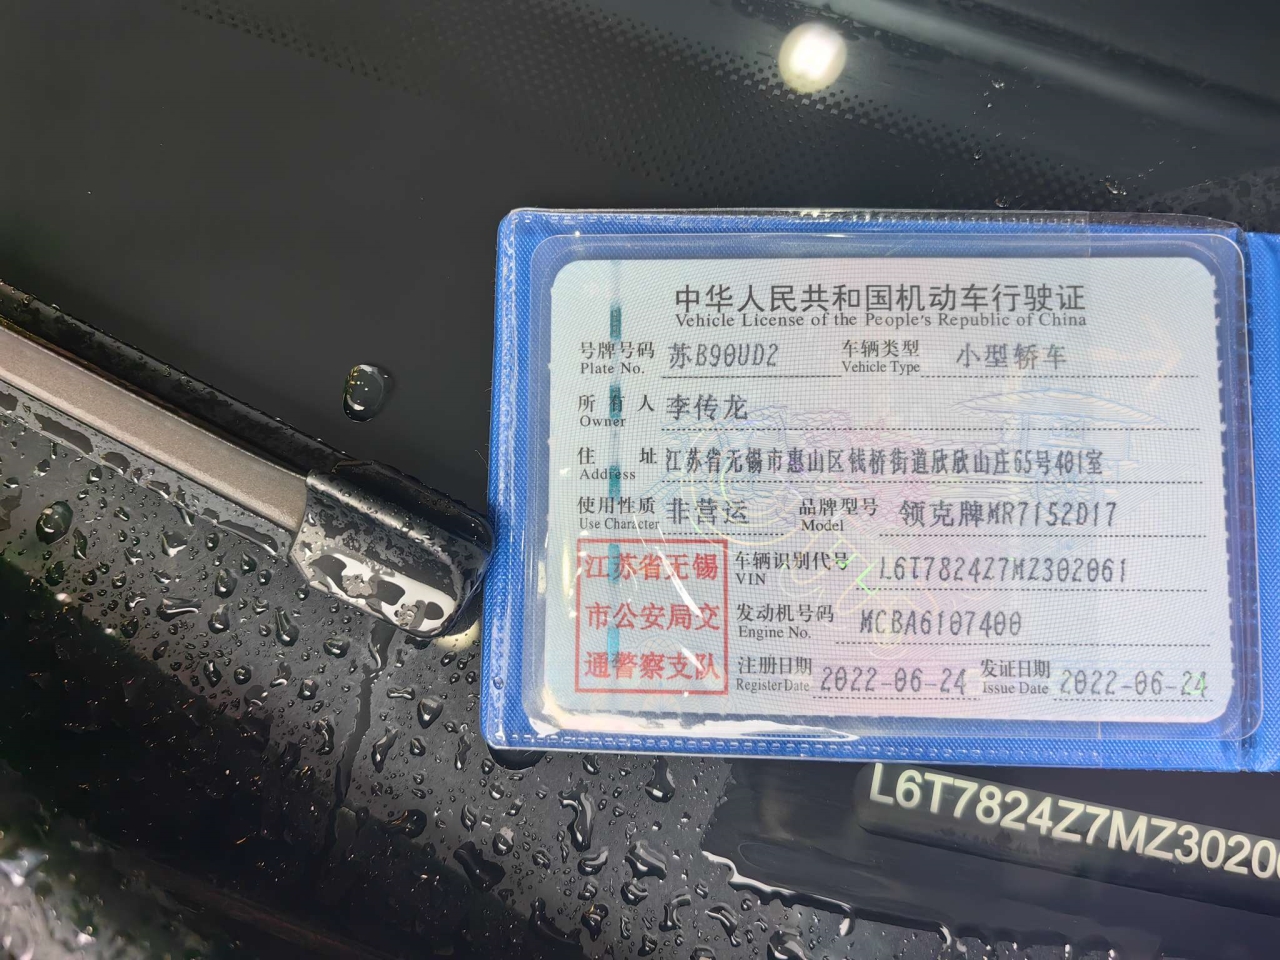 中华人民共和国机动车行驶证
Vehicle License of the People's Republic of China
号牌号码 Plate No. 苏B90UD2 车辆类型 Vehicle Type 小型轿车
所有人 Owner 李传龙
住址 Address 江苏省无锡市惠山区钱桥街道欣欣山庄65号401室
使用性质 Use Character 非营运 品牌型号 Model 领克牌MR7152D17
江苏省无锡
市公安局交
通警察支队
车辆识别代号 VIN L6T7824Z7MZ302061
发动机号码 Engine No. MCBA6107400
注册日期 Register Date 2022-06-24 发证日期 Issue Date 2022-06-24
L6T7824Z7MZ3020